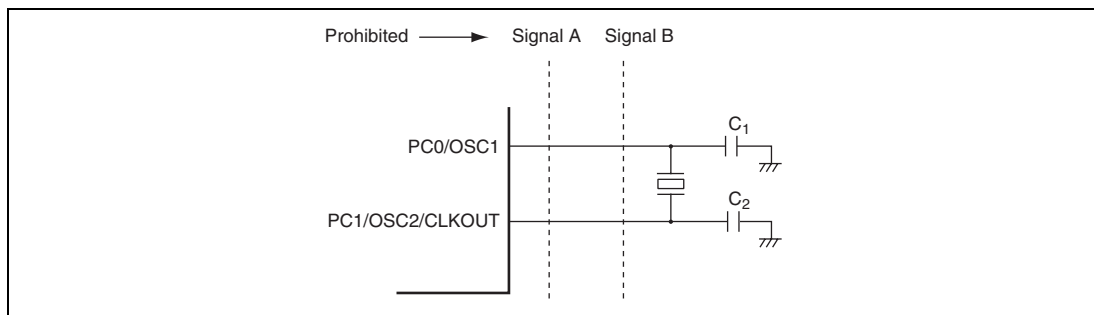 Prohibited Signal A Signal B
PC0/OSC1
C1
PC1/OSC2/CLKOUT
C2